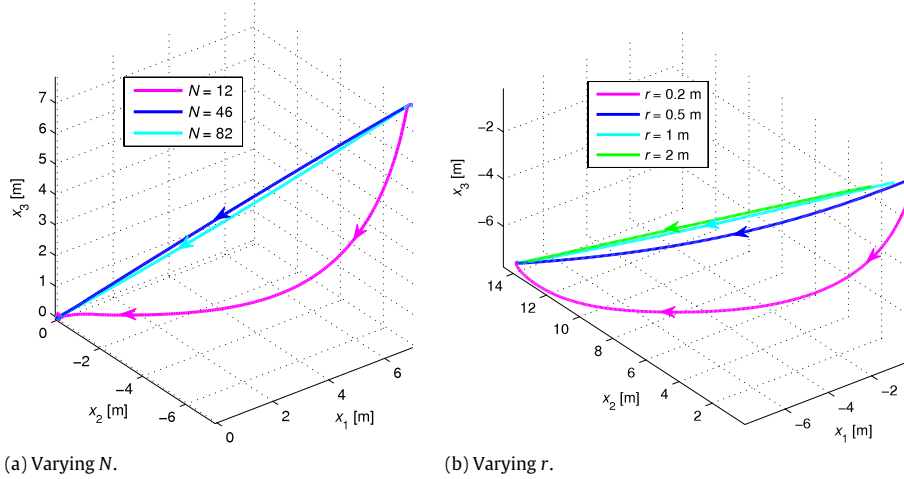 7
6
5
4
3
2
1
0
x3 [m]
N = 12
N = 46
N = 82
0
−2
−4
−6
x2 [m]
0
2
4
6
x1 [m]
(a) Varying N.
−2
−4
−6
x3 [m]
r = 0.2 m
r = 0.5 m
r = 1 m
r = 2 m
14
12
10
8
6
4
2
x2 [m]
−6
−4
−2
x1 [m]
(b) Varying r.